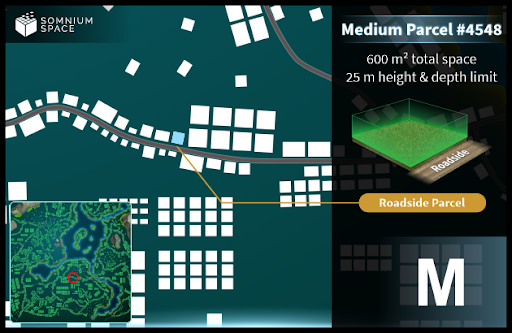 SOMNIUM
SPACE
Medium Parcel #4548
600 m² total space
25 m height & depth limit
Roadside
Roadside Parcel
M